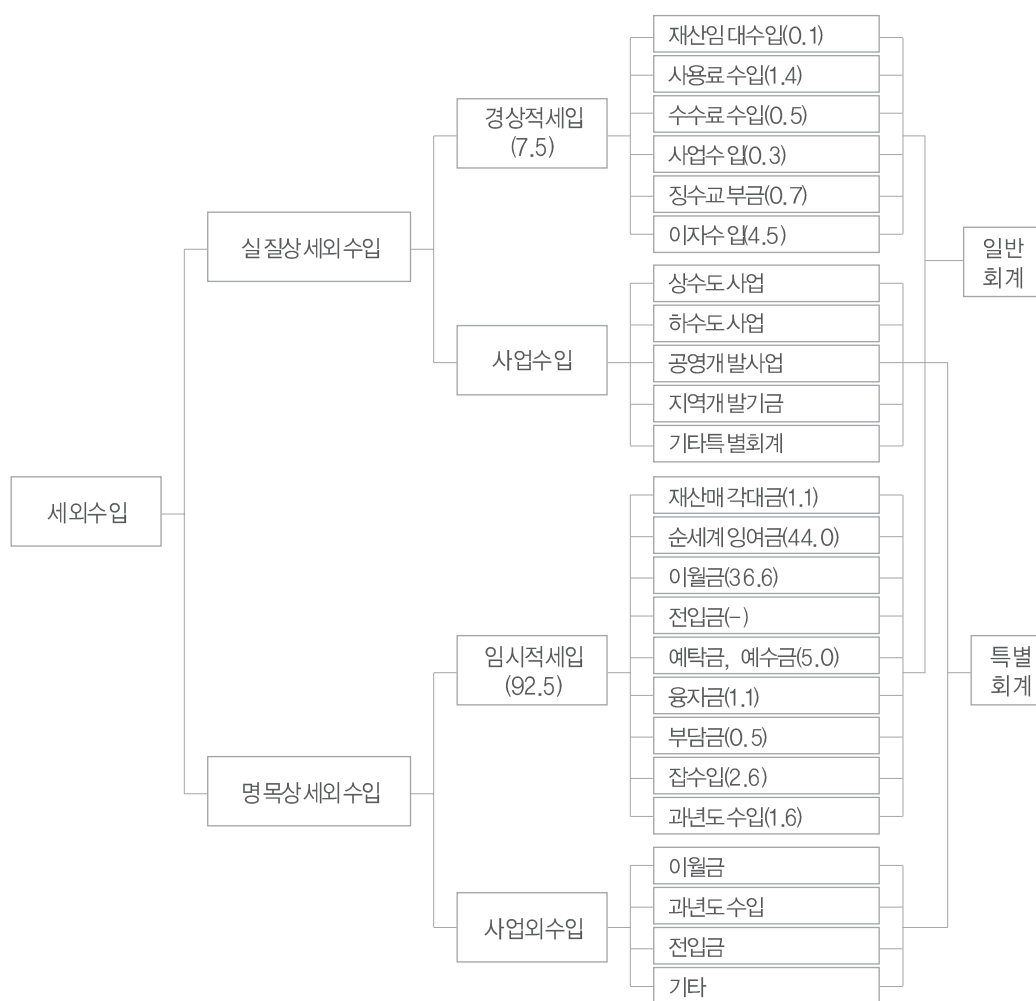 세외수입
실질상세외수입
명목상세외수입
경상적세입
(7.5)
사업수입
임시적세입
(92.5)
사업외수입
재산임대수입(0.1)
사용료수입(1.4)
수수료수입(0.5)
사업수입(0.3)
징수교부금(0.7)
이자수입(4.5)
상수도사업
하수도사업
공영개발사업
지역개발기금
기타특별회계
재산매각대금(1.1)
순세계잉여금(44.0)
이월금(36.6)
전입금(-)
예탁금, 예수금(5.0)
융자금(1.1)
부담금(0.5)
잡수입(2.6)
과년도수입(1.6)
이월금
과년도수입
전입금
기타
일반
회계
특별
회계